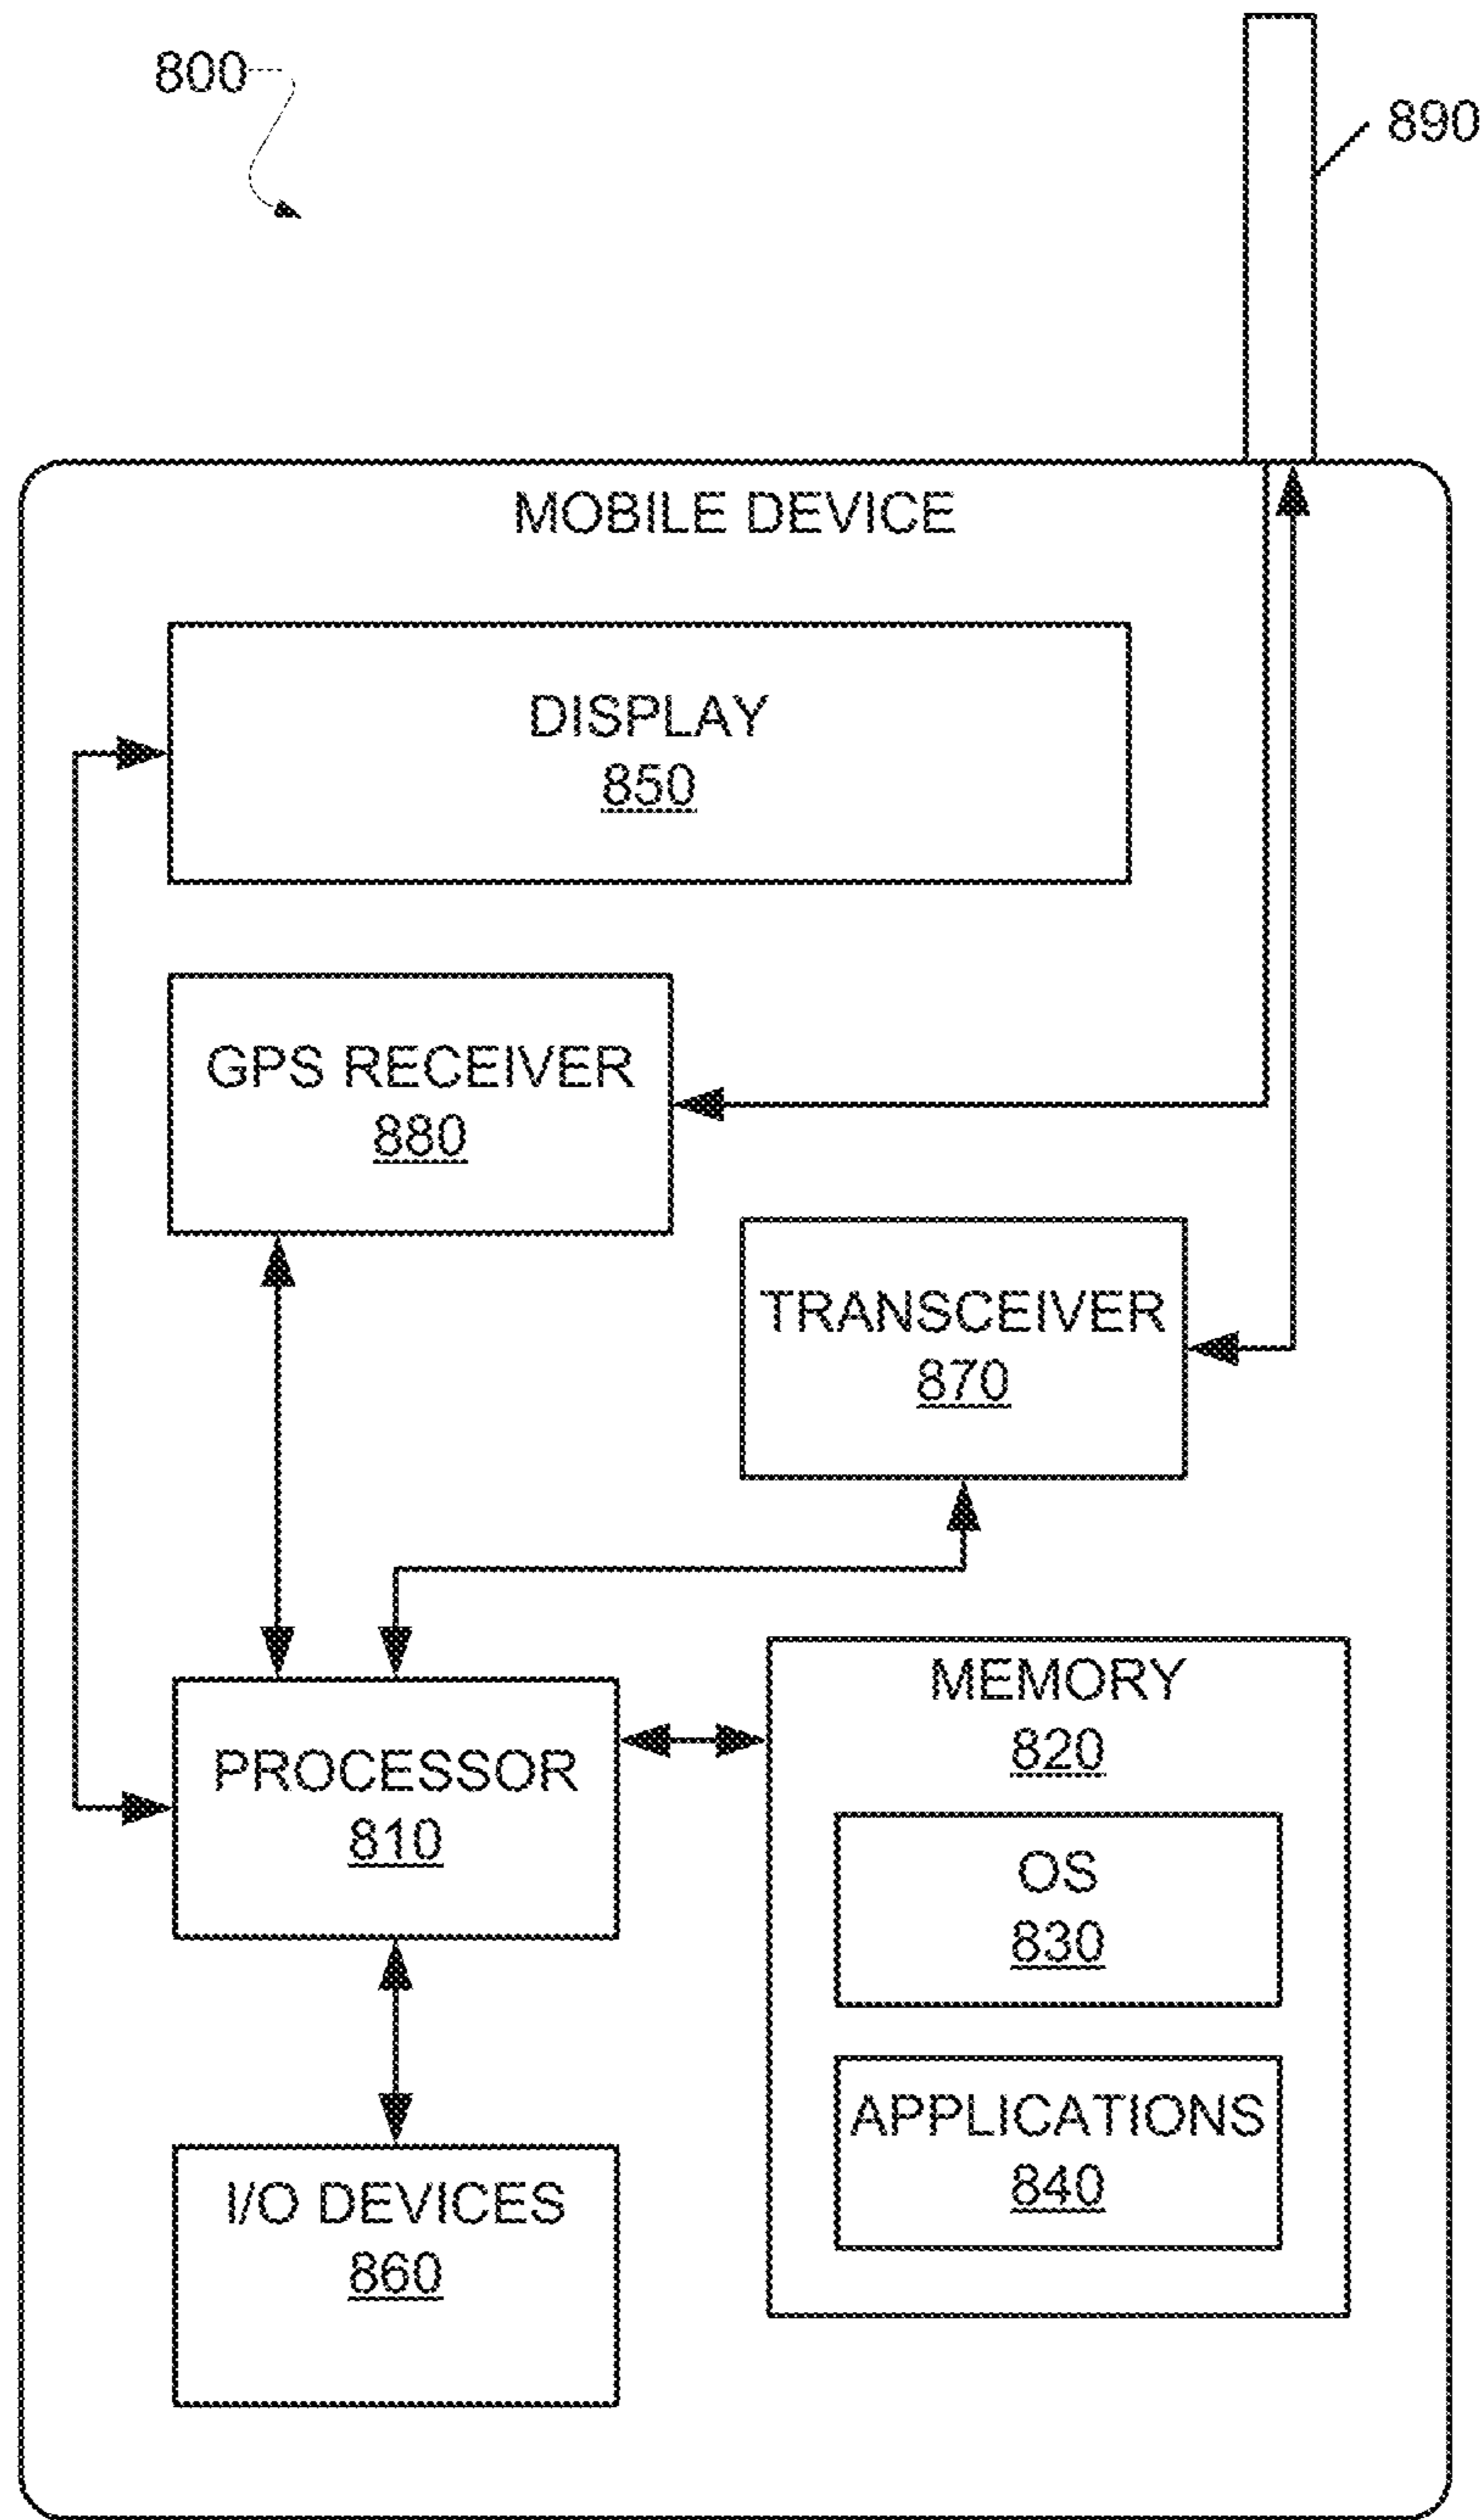 800
890
MOBILE DEVICE
DISPLAY
850
GPS RECEIVER
880
TRANSCEIVER
870
PROCESSOR
810
MEMORY
820
OS
830
APPLICATIONS
840
I/O DEVICES
860